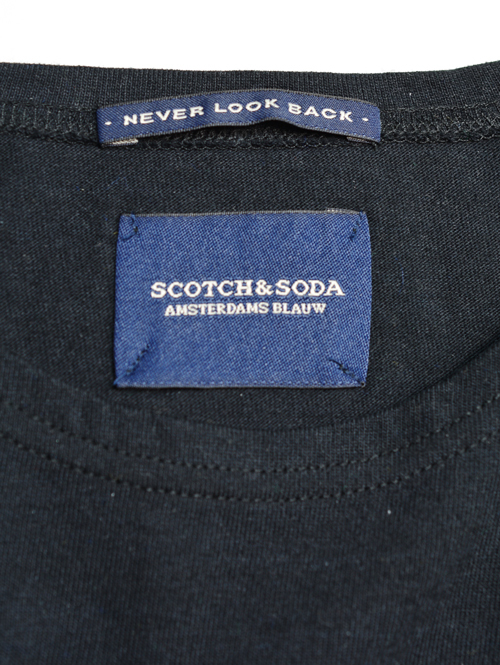 - NEVER LOOK BACK -
SCOTCH & SODA
AMSTERDAMS BLAUW